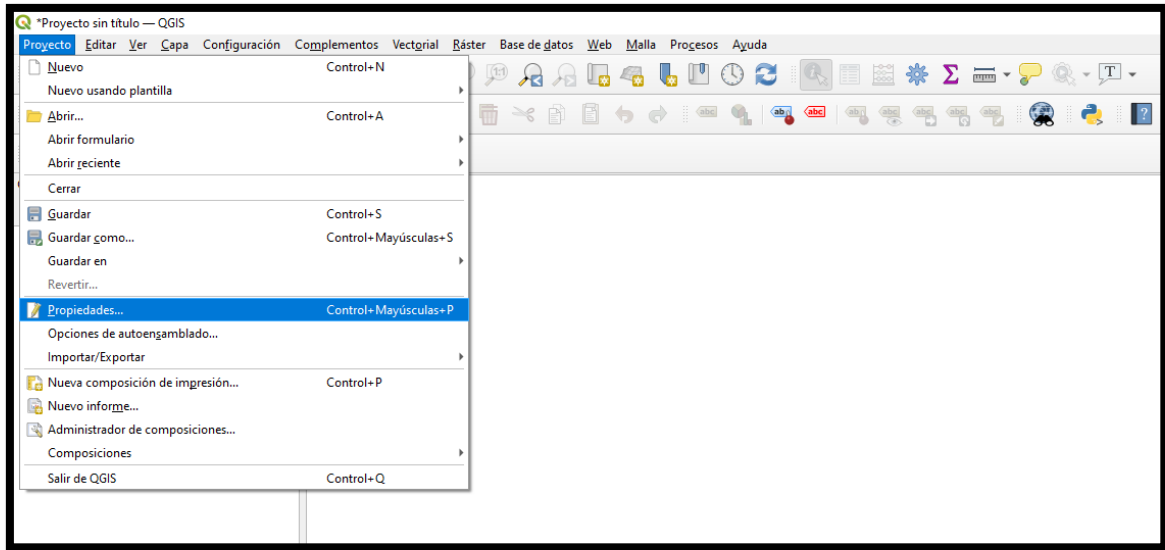 *Proyecto sin título — QGIS
Proyecto Editar Ver Capa Configuración Complementos Vectorial Ráster Base de datos Web Malla Procesos Ayuda
Nuevo Control+N
Nuevo usando plantilla
Abrir... Control+A
Abrir formulario
Abrir reciente
Cerrar
Guardar Control+S
Guardar como... Control+Mayúsculas+S
Guardar en
Revertir...
Propiedades... Control+Mayúsculas+P
Opciones de autoensamblado...
Importar/Exportar
Nueva composición de impresión... Control+P
Nuevo informe...
Administrador de composiciones...
Composiciones
Salir de QGIS Control+Q